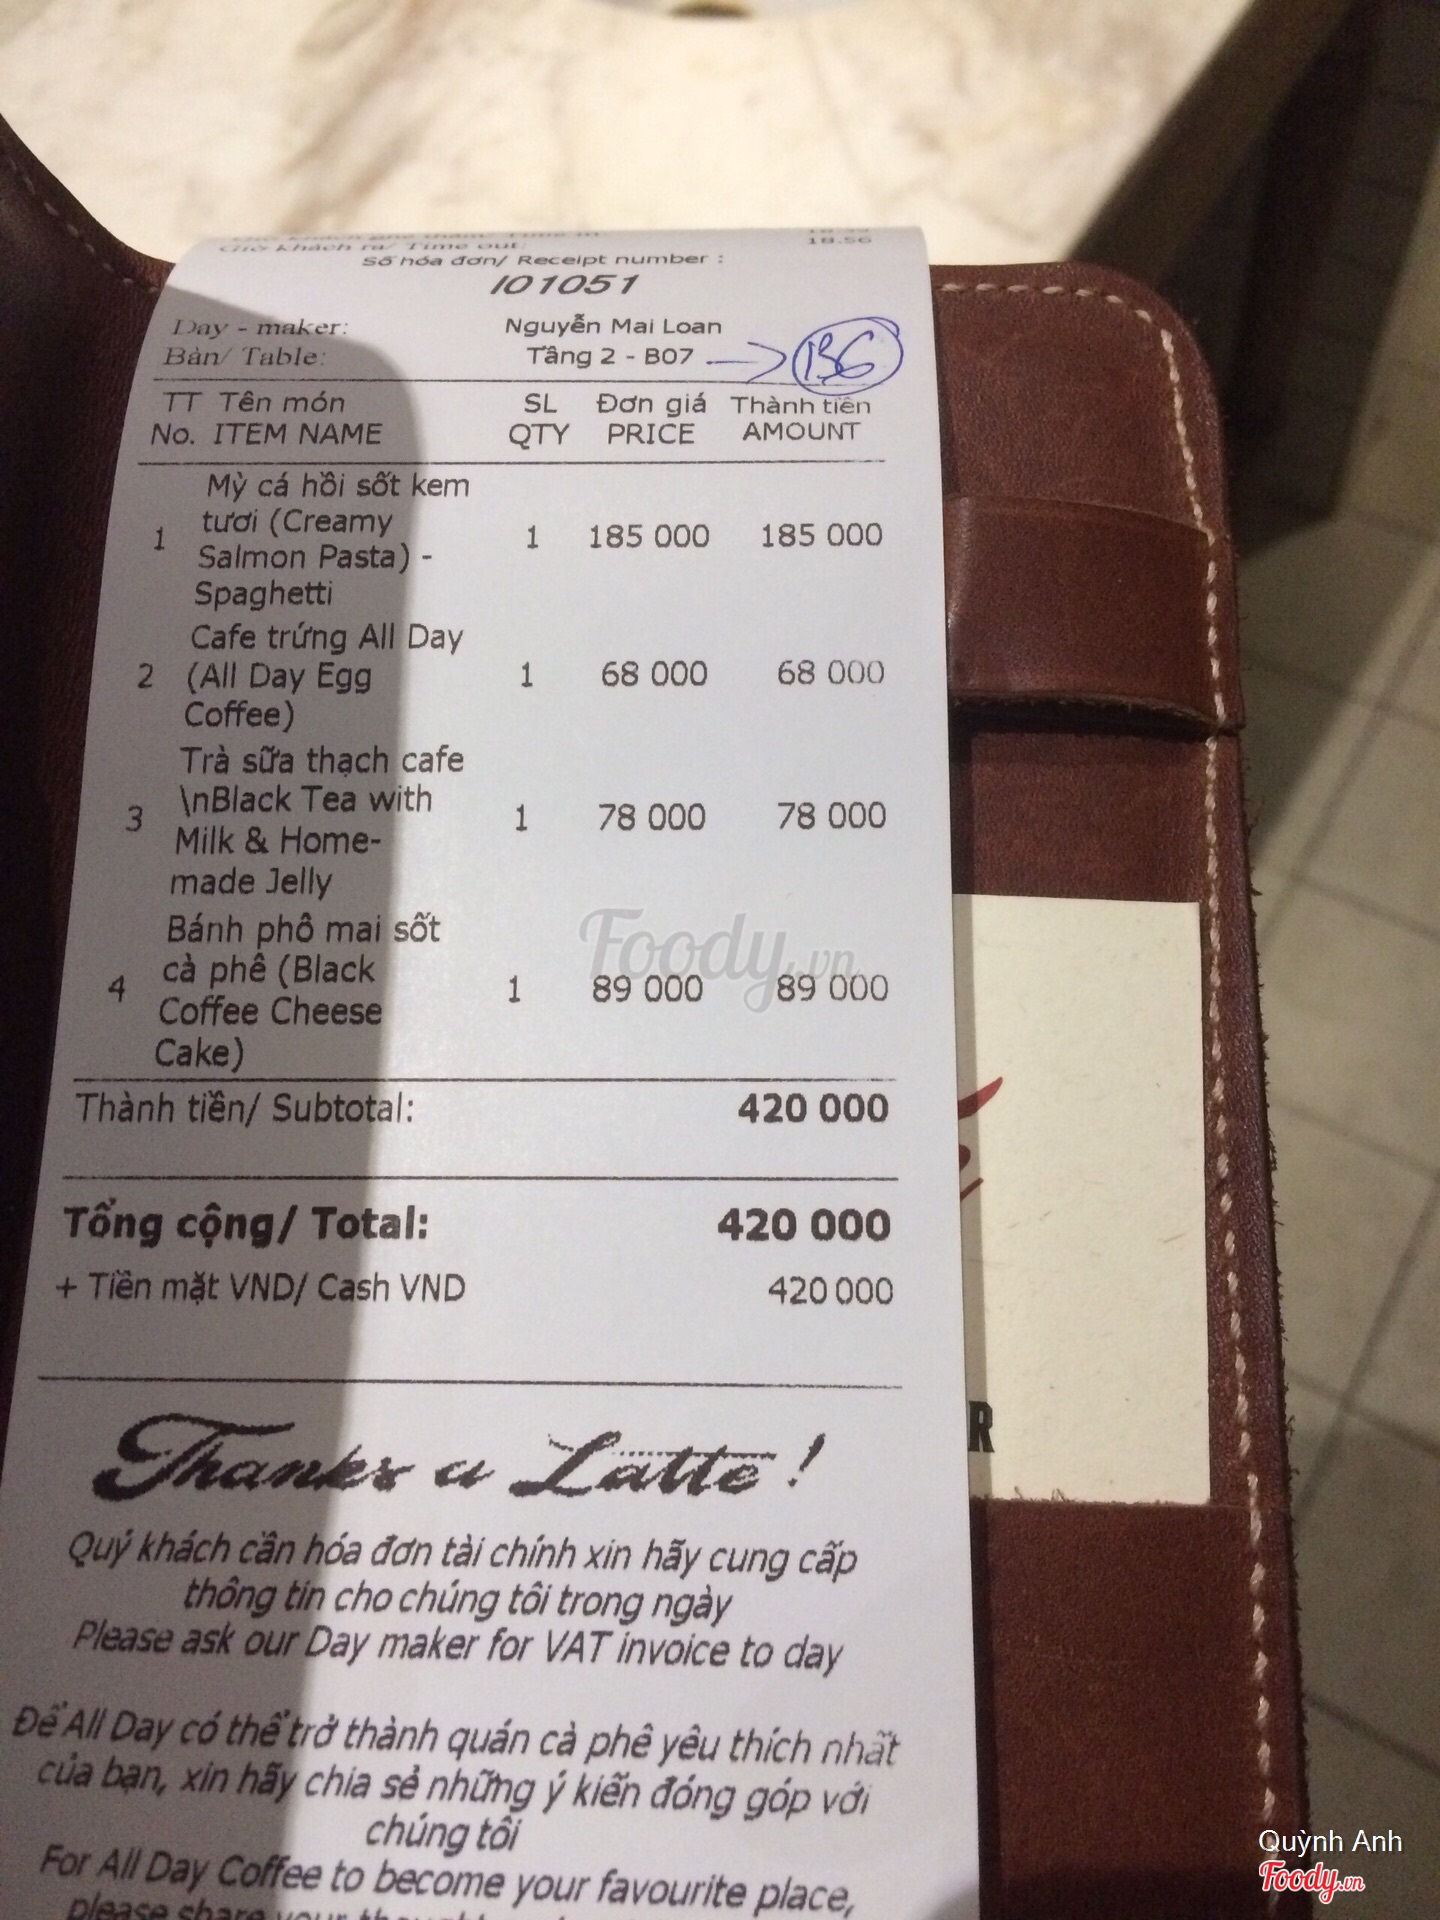 Giờ khách ra/ Time out: 18.56
Số hóa đơn/ Receipt number :
I01051
Day - maker: Nguyễn Mai Loan
Bàn/ Table: Tầng 2 - B07 B6
TT Tên món SL Đơn giá Thành tiền
No. ITEM NAME QTY PRICE AMOUNT
Mỳ cá hồi sốt kem
tươi (Creamy
1 1 185 000 185 000
Salmon Pasta) -
Spaghetti
Cafe trứng All Day
2 (All Day Egg 1 68 000 68 000
Coffee)
Trà sữa thạch cafe
\nBlack Tea with
3 1 78 000 78 000
Milk & Home-
made Jelly
Bánh phô mai sốt
cà phê (Black
4 1 89 000 89 000
Coffee Cheese
Cake)
Foody.vn
Thành tiền/ Subtotal: 420 000
Tổng cộng/ Total: 420 000
+ Tiền mặt VND/ Cash VND 420 000
R
Thanks a Latte !
Quý khách cần hóa đơn tài chính xin hãy cung cấp
thông tin cho chúng tôi trong ngày
Please ask our Day maker for VAT invoice to day
Để All Day có thể trở thành quán cà phê yêu thích nhất
của bạn, xin hãy chia sẻ những ý kiến đóng góp với
chúng tôi
For All Day Coffee to become your favourite place,
please share your
Quỳnh Anh
Foody.vn